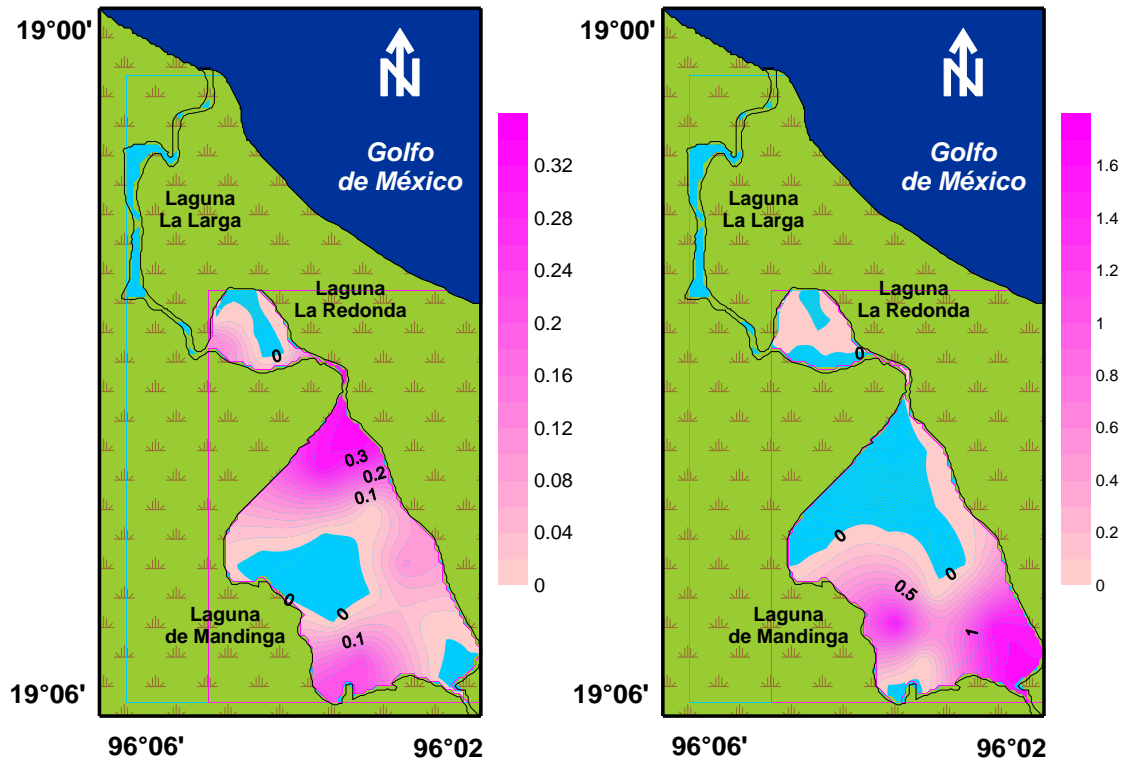 19°00'
N
Golfo
de México
Laguna
La Larga
Laguna
La Redonda
0
0.3
0.2
0.1
0
0
0.1
Laguna
de Mandinga
19°06'
96°06'
96°02
0.32
0.28
0.24
0.2
0.16
0.12
0.08
0.04
0
19°00'
N
Golfo
de México
Laguna
La Larga
Laguna
La Redonda
0
0
0
0.5
1
Laguna
de Mandinga
19°06'
96°06'
96°02
1.6
1.4
1.2
1
0.8
0.6
0.4
0.2
0